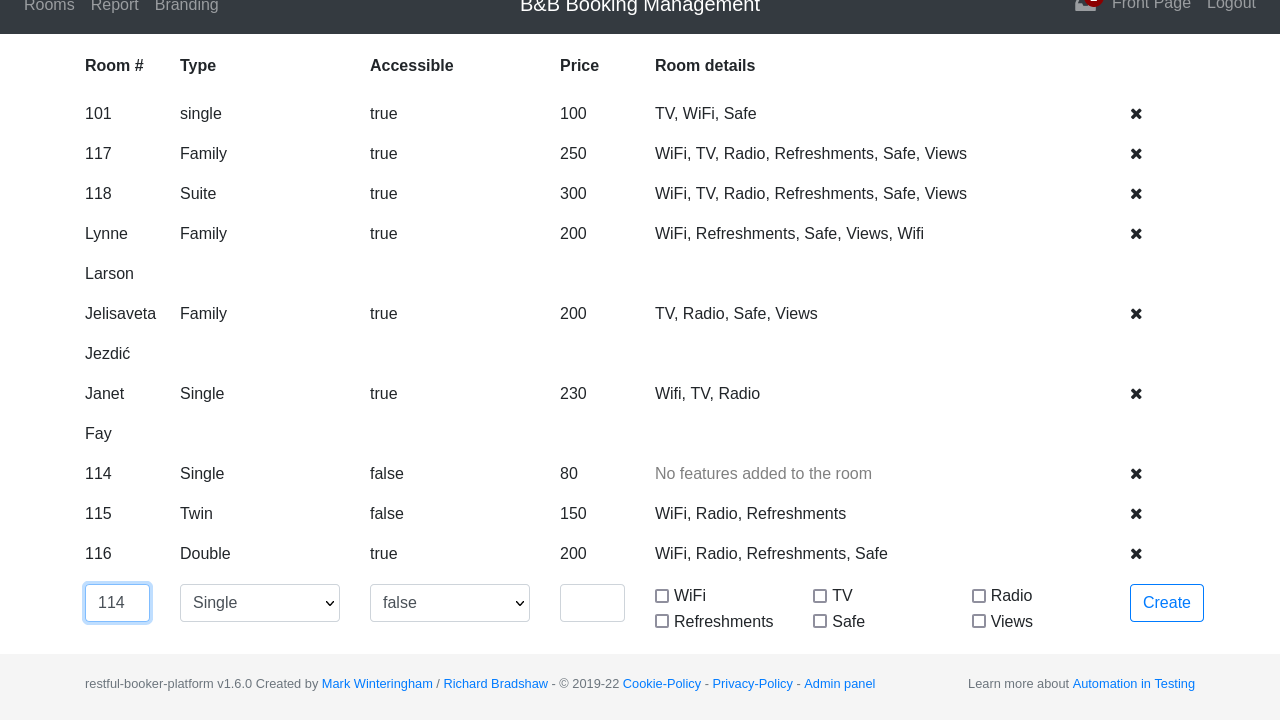 Rooms Report Branding B&B Booking Management Front Page Logout
Room # Type Accessible Price Room details
101 single true 100 TV, WiFi, Safe
117 Family true 250 WiFi, TV, Radio, Refreshments, Safe, Views
118 Suite true 300 WiFi, TV, Radio, Refreshments, Safe, Views
Lynne Family true 200 WiFi, Refreshments, Safe, Views, Wifi
Larson
Jelisaveta Family true 200 TV, Radio, Safe, Views
Jezdić
Janet Single true 230 Wifi, TV, Radio
Fay
114 Single false 80 No features added to the room
115 Twin false 150 WiFi, Radio, Refreshments
116 Double true 200 WiFi, Radio, Refreshments, Safe
114 Single false WiFi TV Radio Create
Refreshments Safe Views
restful-booker-platform v1.6.0 Created by Mark Winteringham / Richard Bradshaw - © 2019-22 Cookie-Policy - Privacy-Policy - Admin panel Learn more about Automation in Testing